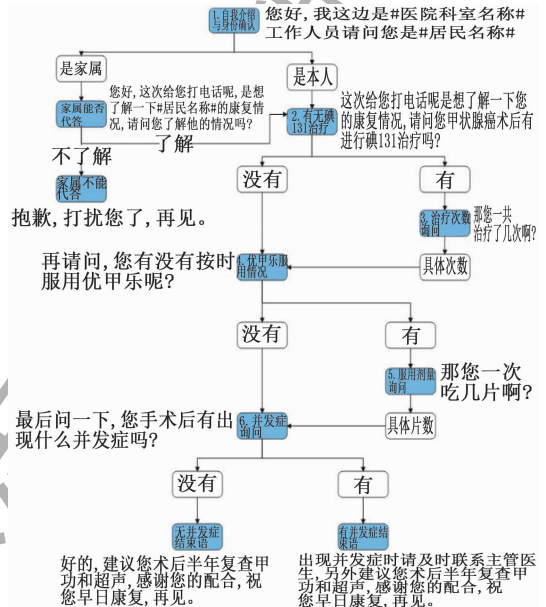 1.自我介绍
与身份确认
您好,我这边是#医院科室名称#
工作人员请问您是#居民名称#
是家属
是本人
家属能否
代答
您好,这次给您打电话呢,是想
了解一下#居民名称#的康复情
况,请问您了解他的情况吗?
2.有无碘
131治疗
这次给您打电话呢是想了解一下您
的康复情况,请问您甲状腺癌术后有
进行碘131治疗吗?
不了解
了解
家属不能
代答
抱歉,打扰您了,再见。
没有
有
3.治疗次数
询问
那您一共
治疗了几次啊?
具体次数
再请问,您有没有按时
服用优甲乐呢?
4.优甲乐服
用情况
没有
有
5.服用剂量
询问
那您一次
吃几片啊?
具体片数
最后问一下,您手术后有出
现什么并发症吗?
6.并发症
询问
没有
有
无并发症
结束语
有并发症结
束语
好的,建议您术后半年复查甲
功和超声,感谢您的配合,祝
您早日康复,再见。
出现并发症时请及时联系主管医
生,另外建议您术后半年复查甲
功和超声,感谢您的配合,祝
您早日康复,再见。